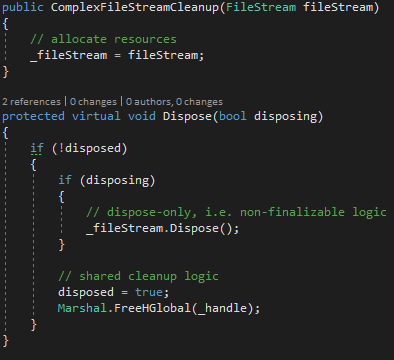 public ComplexFileStreamCleanup(FileStream fileStream)
{
    // allocate resources
    _fileStream = fileStream;
}
2 references | 0 changes | 0 authors, 0 changes
protected virtual void Dispose(bool disposing)
{
    if (!disposed)
    {
        if (disposing)
        {
            // dispose-only, i.e. non-finalizable logic
            _fileStream.Dispose();
        }
        // shared cleanup logic
        disposed = true;
        Marshal.FreeHGlobal(_handle);
    }
}